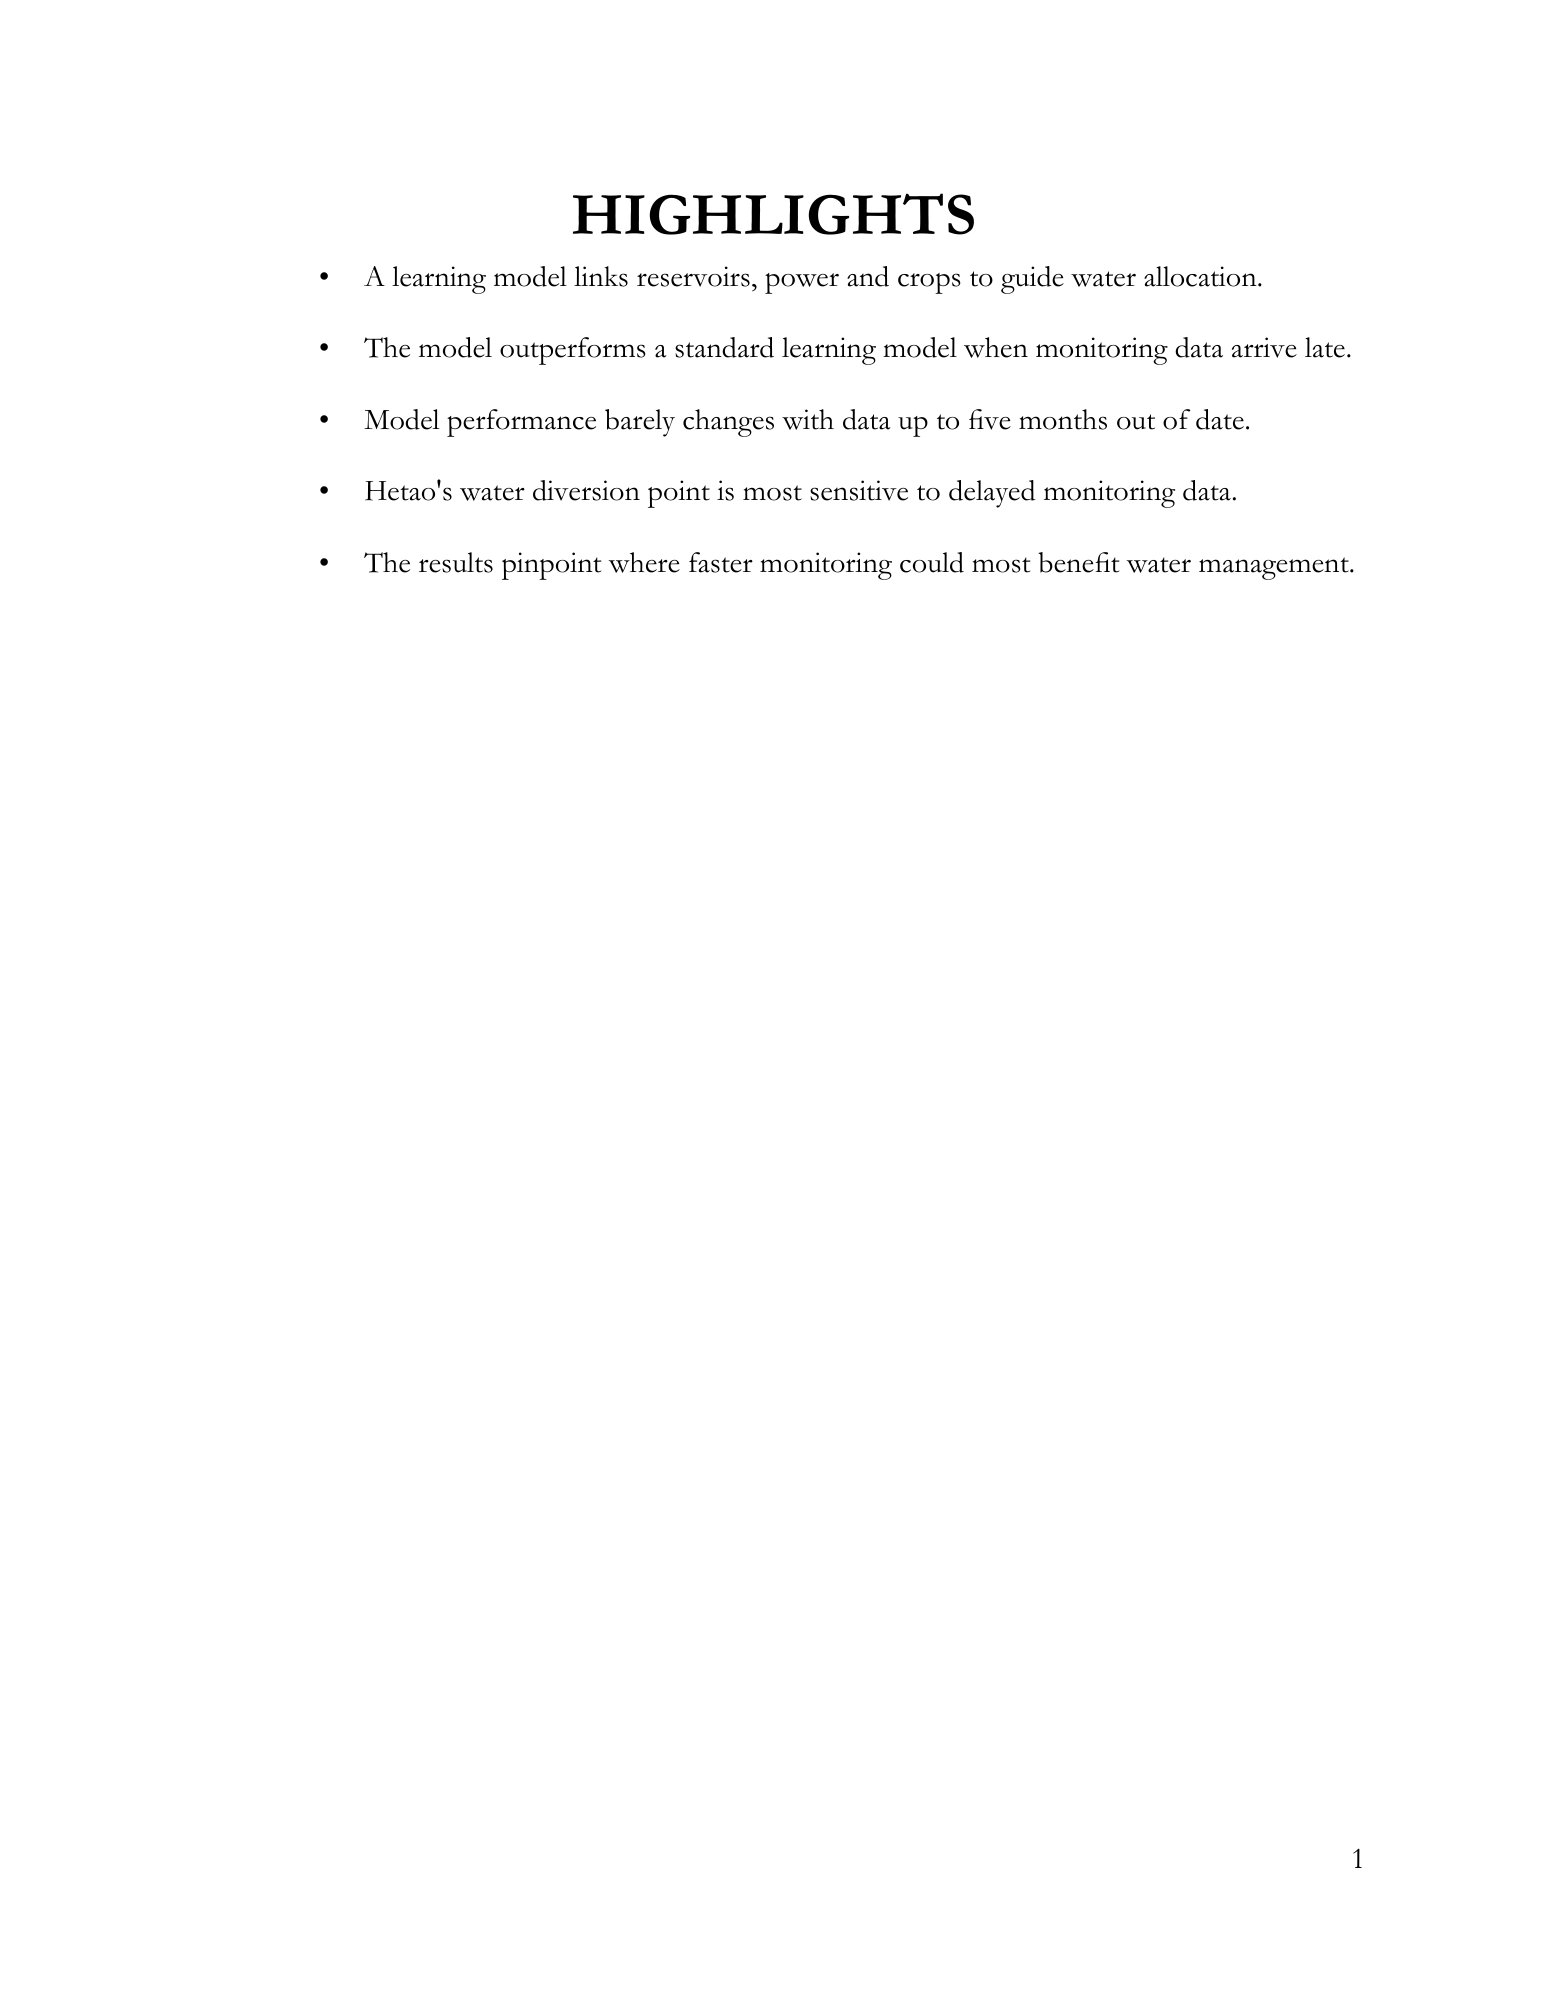 HIGHLIGHTS
• A learning model links reservoirs, power and crops to guide water allocation.
• The model outperforms a standard learning model when monitoring data arrive late.
• Model performance barely changes with data up to five months out of date.
• Hetao's water diversion point is most sensitive to delayed monitoring data.
• The results pinpoint where faster monitoring could most benefit water management.
1